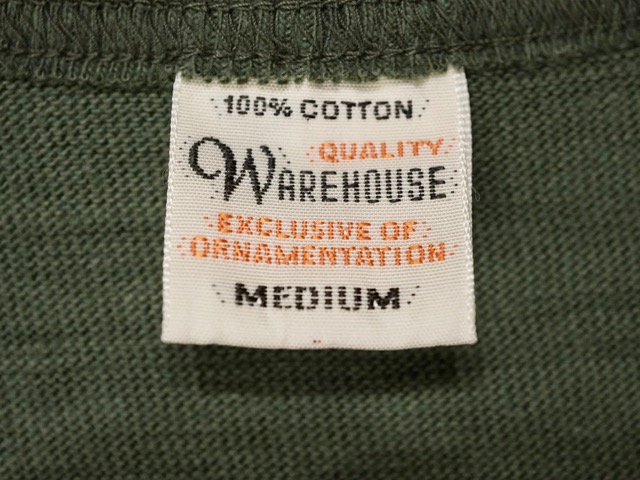 100% COTTON
QUALITY
WAREHOUSE
EXCLUSIVE OF
ORNAMENTATION
MEDIUM